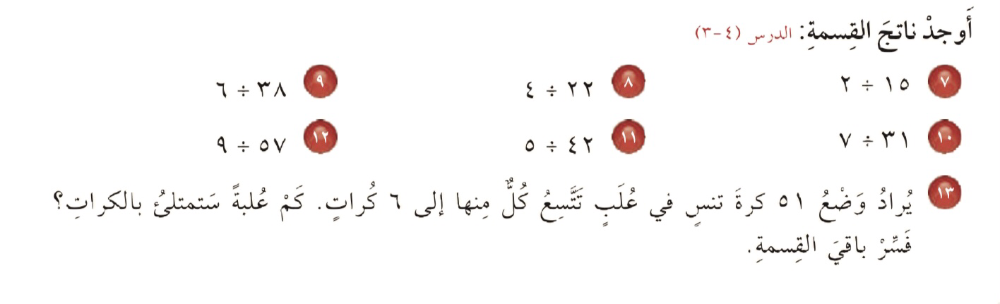 أَوجدْ ناتجَ القِسمةِ: الدرس (٤-٣)
٧ ١٥ ÷ ٢ ٨ ٢٢ ÷ ٤ ٩ ٣٨ ÷ ٦
١٠ ٣١ ÷ ٧ ١١ ٤٢ ÷ ٥ ١٢ ٥٧ ÷ ٩
١٣ يُرادُ وَضْعُ ٥١ كرةَ تنسٍ في عُلَبٍ تَتَّسِعُ كُلٌّ مِنها إلى ٦ كُراتٍ. كَمْ عُلبةً سَتمتلئُ بالكراتِ؟
فَسِّرْ باقيَ القِسمةِ.